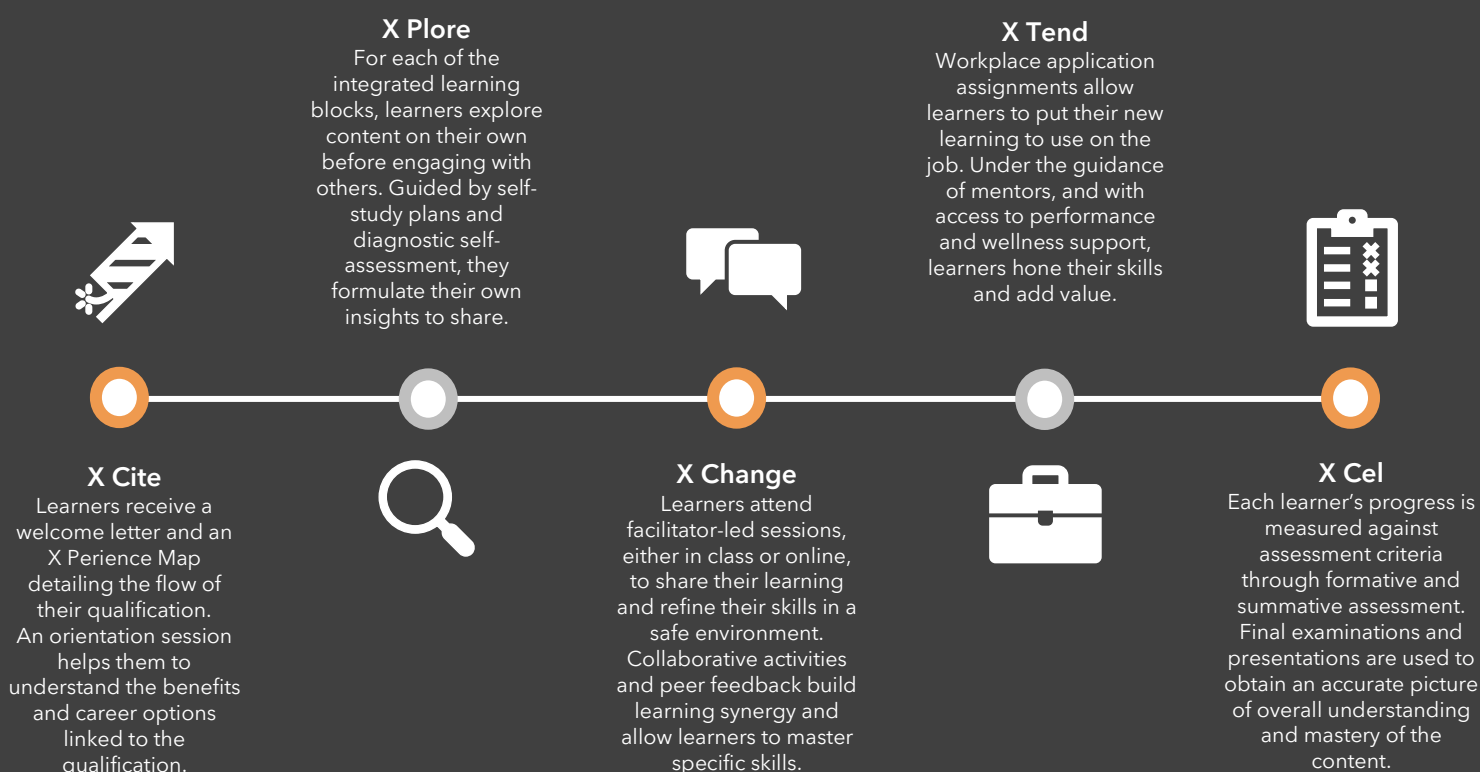 X Plore
For each of the
integrated learning
blocks, learners explore
content on their own
before engaging with
others. Guided by self-
study plans and
diagnostic self-
assessment, they
formulate their own
insights to share.
X Tend
Workplace application
assignments allow
learners to put their new
learning to use on the
job. Under the guidance
of mentors, and with
access to performance
and wellness support,
learners hone their skills
and add value.
X Cite
Learners receive a
welcome letter and an
X Perience Map
detailing the flow of
their qualification.
An orientation session
helps them to
understand the benefits
and career options
linked to the
qualification.
X Change
Learners attend
facilitator-led sessions,
either in class or online,
to share their learning
and refine their skills in a
safe environment.
Collaborative activities
and peer feedback build
learning synergy and
allow learners to master
specific skills.
X Cel
Each learner’s progress is
measured against
assessment criteria
through formative and
summative assessment.
Final examinations and
presentations are used to
obtain an accurate picture
of overall understanding
and mastery of the
content.